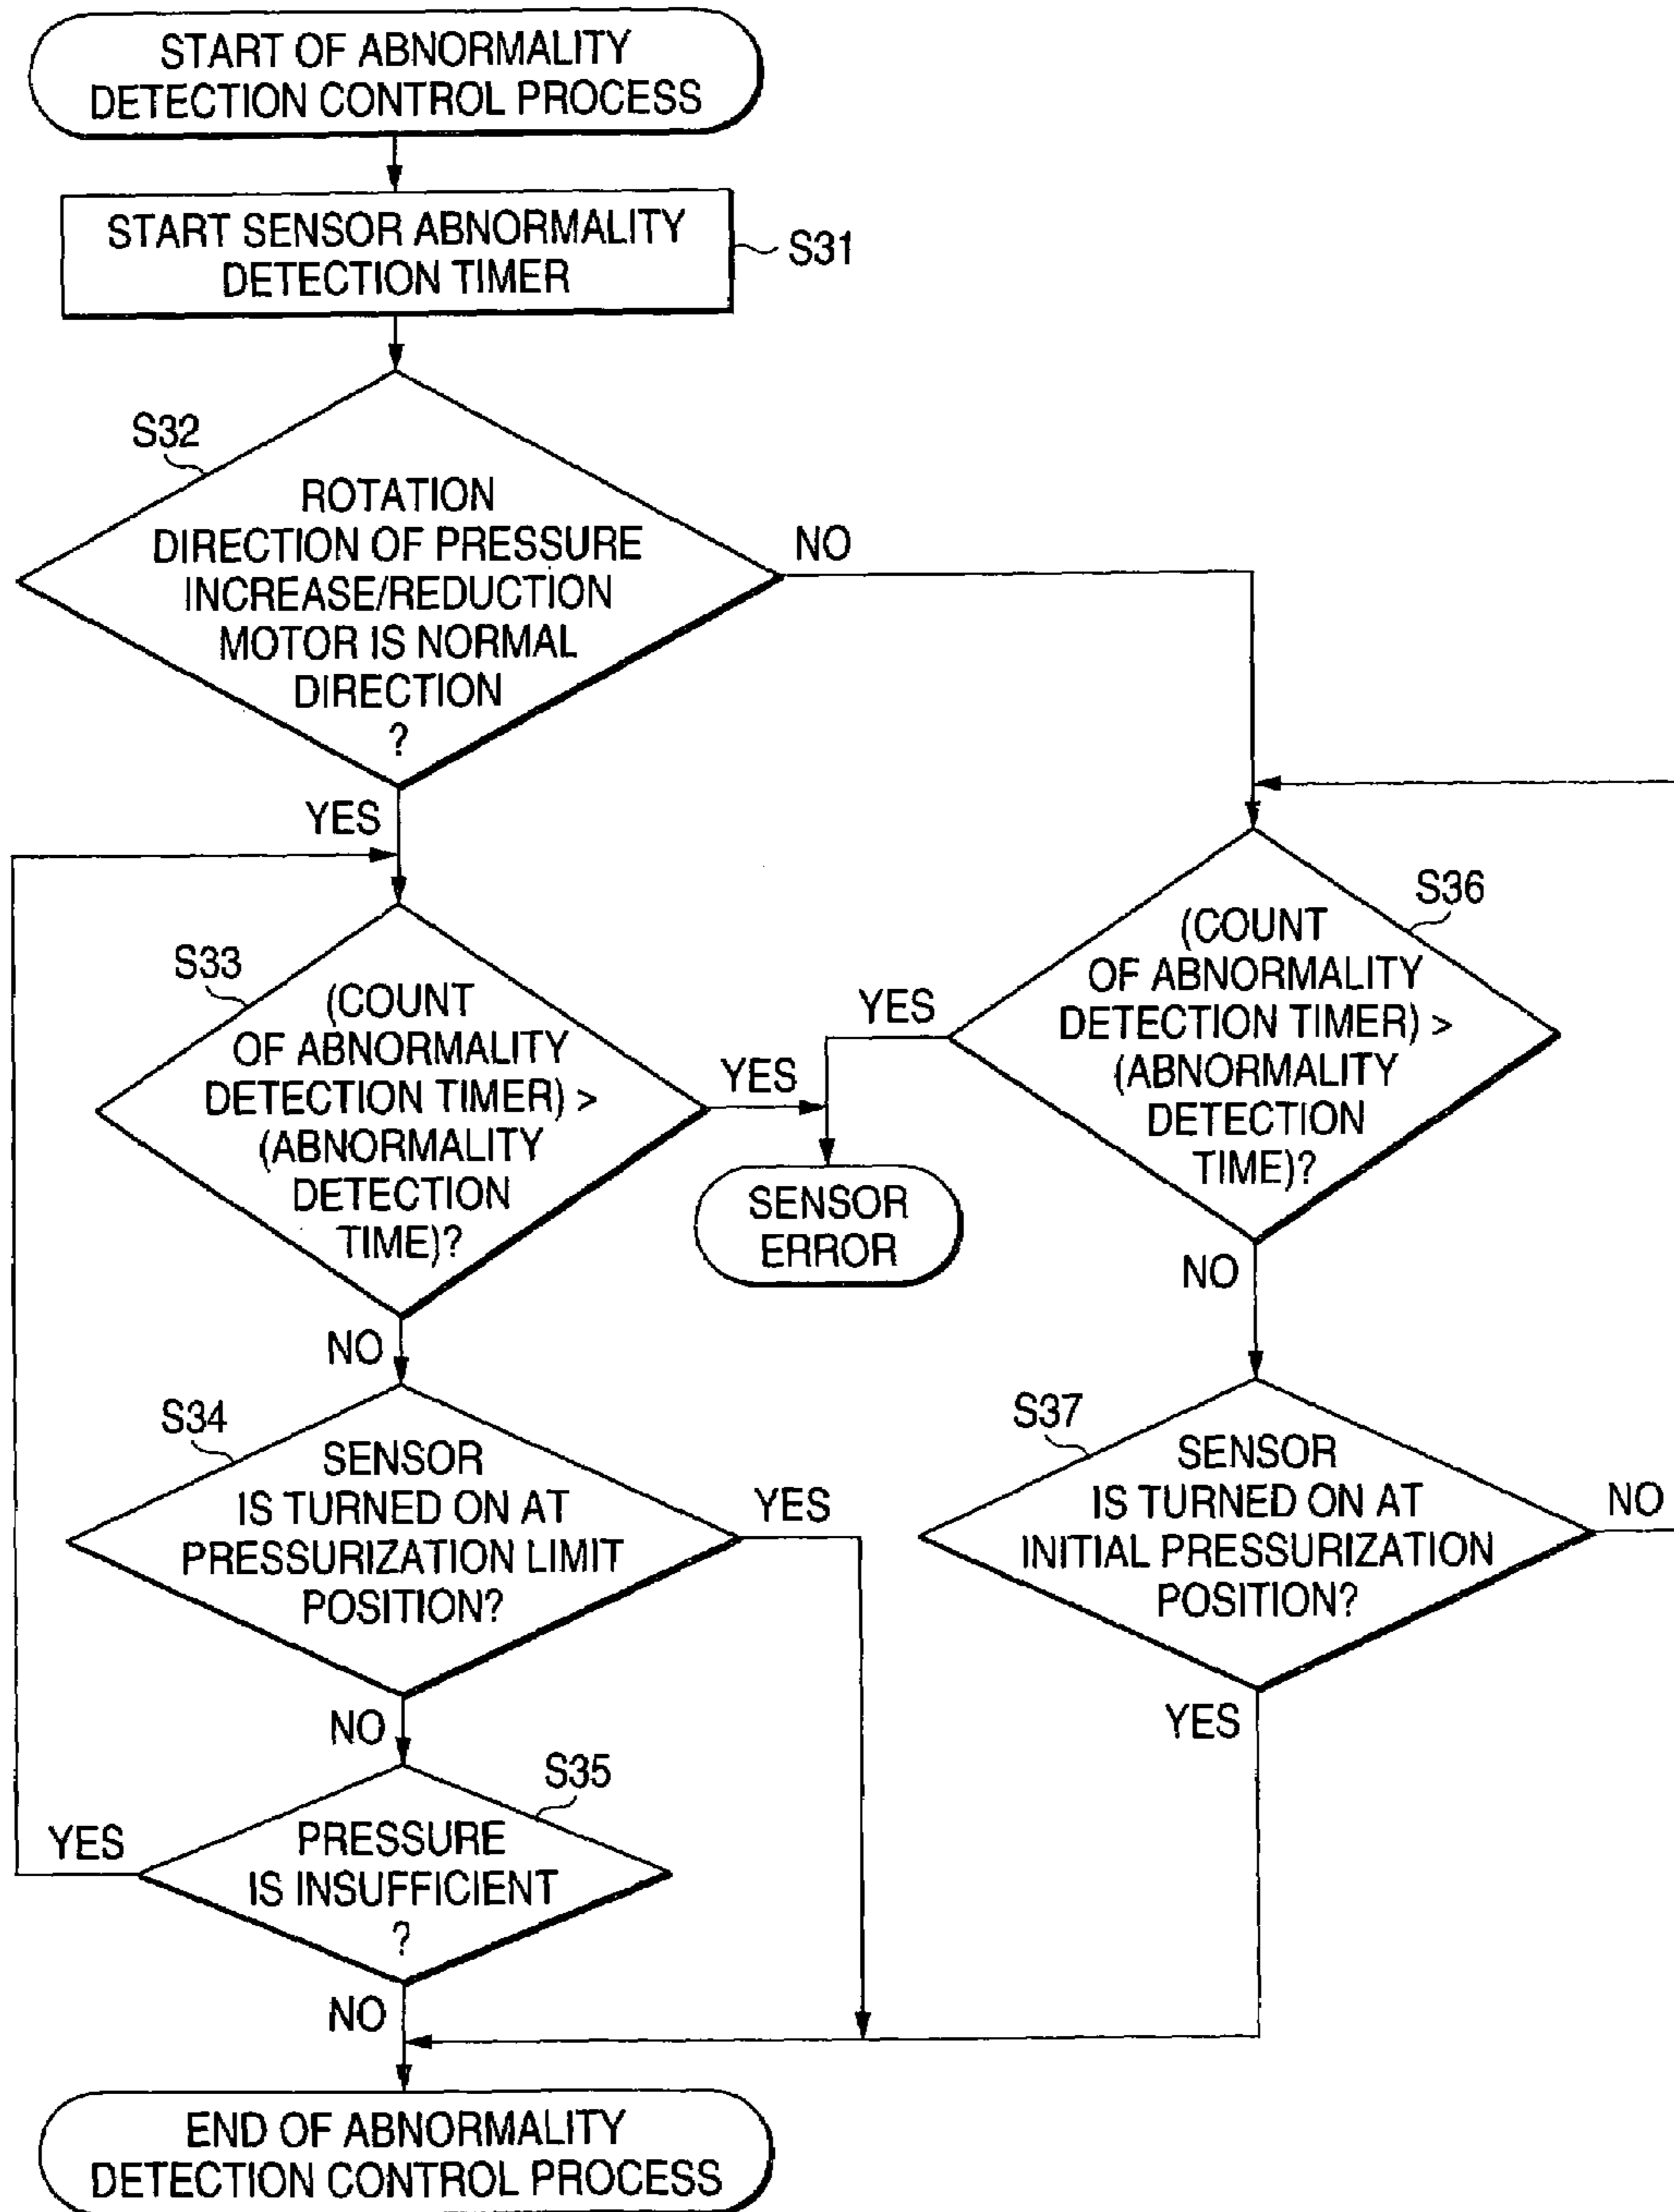 START OF ABNORMALITY
DETECTION CONTROL PROCESS
START SENSOR ABNORMALITY
DETECTION TIMER
S31
S32
ROTATION
DIRECTION OF PRESSURE
INCREASE/REDUCTION
MOTOR IS NORMAL
DIRECTION
?
NO
YES
S33
(COUNT
OF ABNORMALITY
DETECTION TIMER) >
(ABNORMALITY
DETECTION
TIME)?
YES
NO
S36
(COUNT
OF ABNORMALITY
DETECTION TIMER) >
(ABNORMALITY
DETECTION
TIME)?
YES
NO
SENSOR
ERROR
S34
SENSOR
IS TURNED ON AT
PRESSURIZATION LIMIT
POSITION?
YES
NO
S37
SENSOR
IS TURNED ON AT
INITIAL PRESSURIZATION
POSITION?
NO
YES
S35
PRESSURE
IS INSUFFICIENT
?
YES
NO
END OF ABNORMALITY
DETECTION CONTROL PROCESS